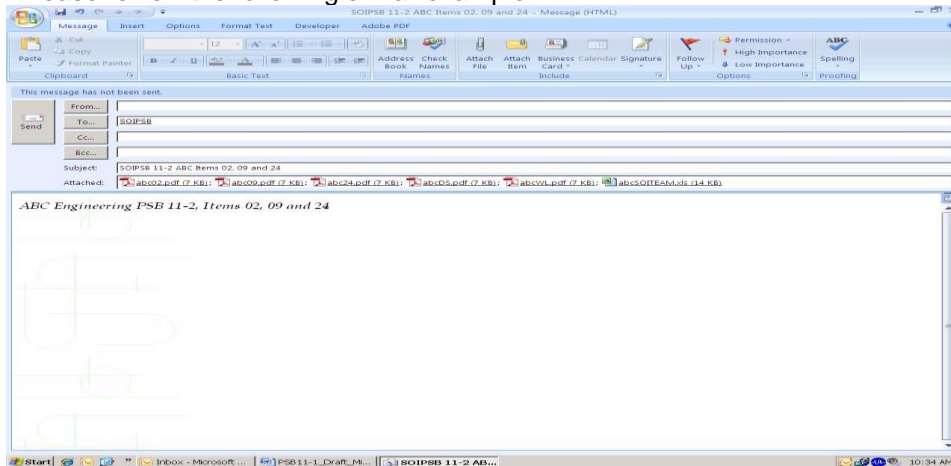 SOIPSB 11-2 ABC Items 02, 09 and 24 - Message (HTML)
Message Insert Options Format Text Developer Adobe PDF
Paste
Cut
Copy
Format Painter
Clipboard
12
B I U
Basic Text
Address Book
Check Names
Names
Attach File
Attach Item
Business Card
Calendar
Signature
Include
Follow Up
Permission
High Importance
Low Importance
Options
ABC
Spelling
Proofing
This message has not been sent.
Send
From...
To... SOIPSB
Cc...
Bcc...
Subject: SOIPSB 11-2 ABC Items 02, 09 and 24
Attached: abc02.pdf (7 KB); abc09.pdf (7 KB); abc24.pdf (7 KB); abcDS.pdf (7 KB); abcWL.pdf (7 KB); abcSOITEAM.xls (14 KB)
ABC Engineering PSB 11-2, Items 02, 09 and 24
Start Inbox - Microsoft ... PSB11-1_Draft_Mi... SOIPSB 11-2 AB... 10:34 AM